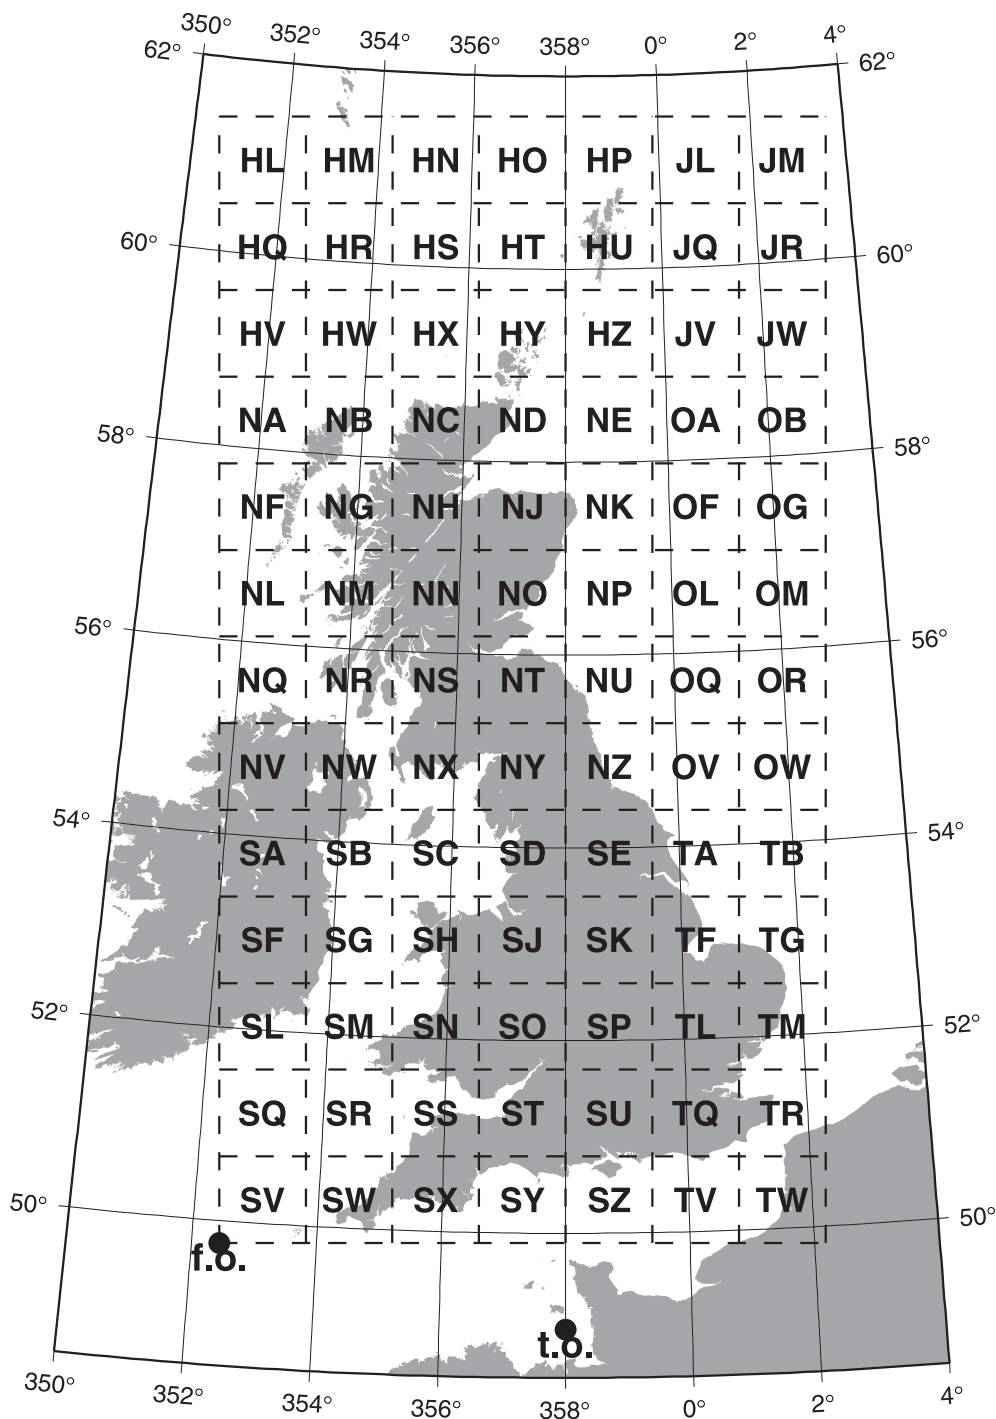 350° 352° 354° 356° 358° 0° 2° 4°
62° 62°
HL HM HN HO HP JL JM
60° HQ HR HS HT HU JQ JR 60°
HV HW HX HY HZ JV JW
58° NA NB NC ND NE OA OB 58°
NF NG NH NJ NK OF OG
NL NM NN NO NP OL OM
56° 56°
NQ NR NS NT NU OQ OR
NV NW NX NY NZ OV OW
54° 54°
SA SB SC SD SE TA TB
SF SG SH SJ SK TF TG
52° SL SM SN SO SP TL TM 52°
SQ SR SS ST SU TQ TR
50° SV SW SX SY SZ TV TW 50°
f.o.
t.o.
350° 352° 354° 356° 358° 0° 2° 4°